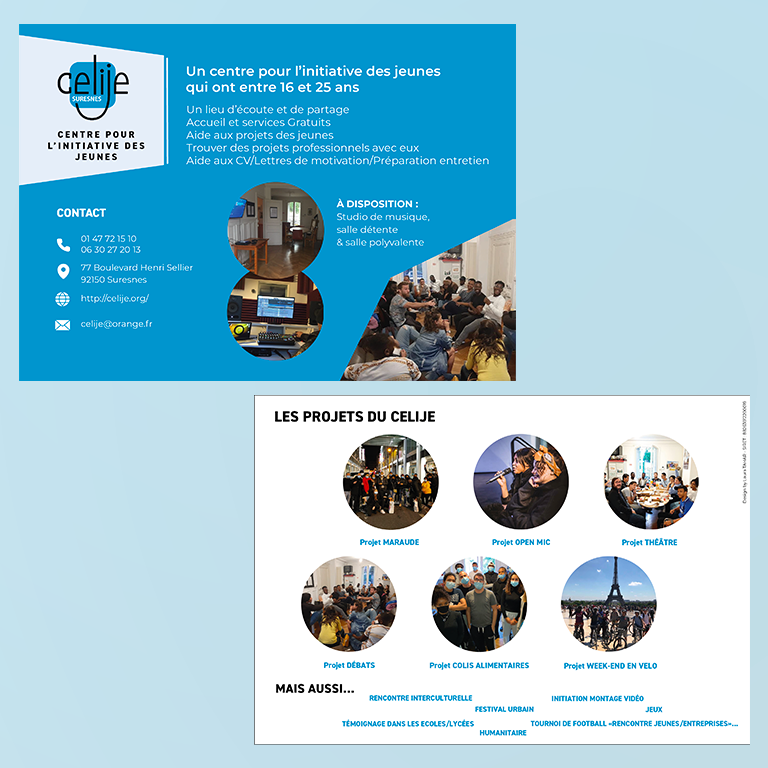 celije
SURESNES
CENTRE POUR
L'INITIATIVE DES
JEUNES
Un centre pour l'initiative des jeunes
qui ont entre 16 et 25 ans
Un lieu d'écoute et de partage
Accueil et services Gratuits
Aide aux projets des jeunes
Trouver des projets professionnels avec eux
Aide aux CV/Lettres de motivation/Préparation entretien
CONTACT
01 47 72 15 10
06 30 27 20 13
77 Boulevard Henri Sellier
92150 Suresnes
http://celije.org/
celije@orange.fr
À DISPOSITION :
Studio de musique,
salle détente
& salle polyvalente
LES PROJETS DU CELIJE
Projet MARAUDE
Projet OPEN MIC
Projet THÉÂTRE
Projet DÉBATS
Projet COLIS ALIMENTAIRES
Projet WEEK-END EN VELO
MAIS AUSSI...
RENCONTRE INTERCULTURELLE
INITIATION MONTAGE VIDÉO
FESTIVAL URBAIN
JEUX
TÉMOIGNAGE DANS LES ECOLES/LYCÉES
TOURNOI DE FOOTBALL «RENCONTRE JEUNES/ENTREPRISES»...
HUMANITAIRE